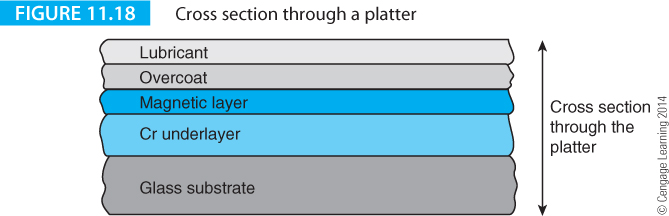 FIGURE 11.18 Cross section through a platter
Lubricant
Overcoat
Magnetic layer
Cr underlayer
Glass substrate
Cross section
through the
platter
© Cengage Learning 2014